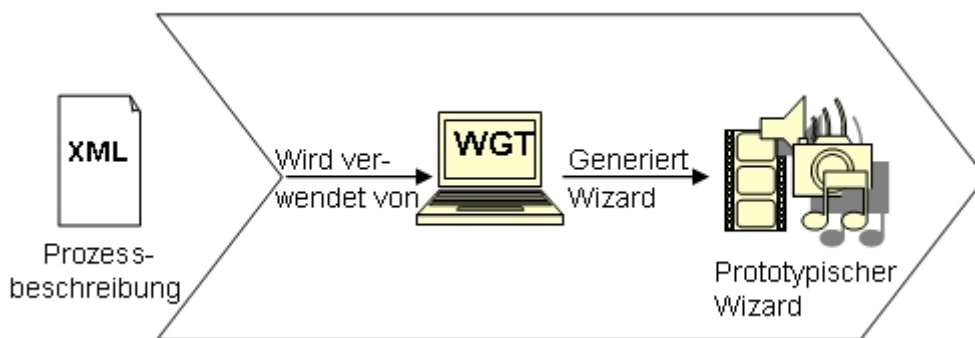 XML
Prozess-
beschreibung
Wird ver-
wendet von
WGT
Generiert
Wizard
Prototypischer
Wizard